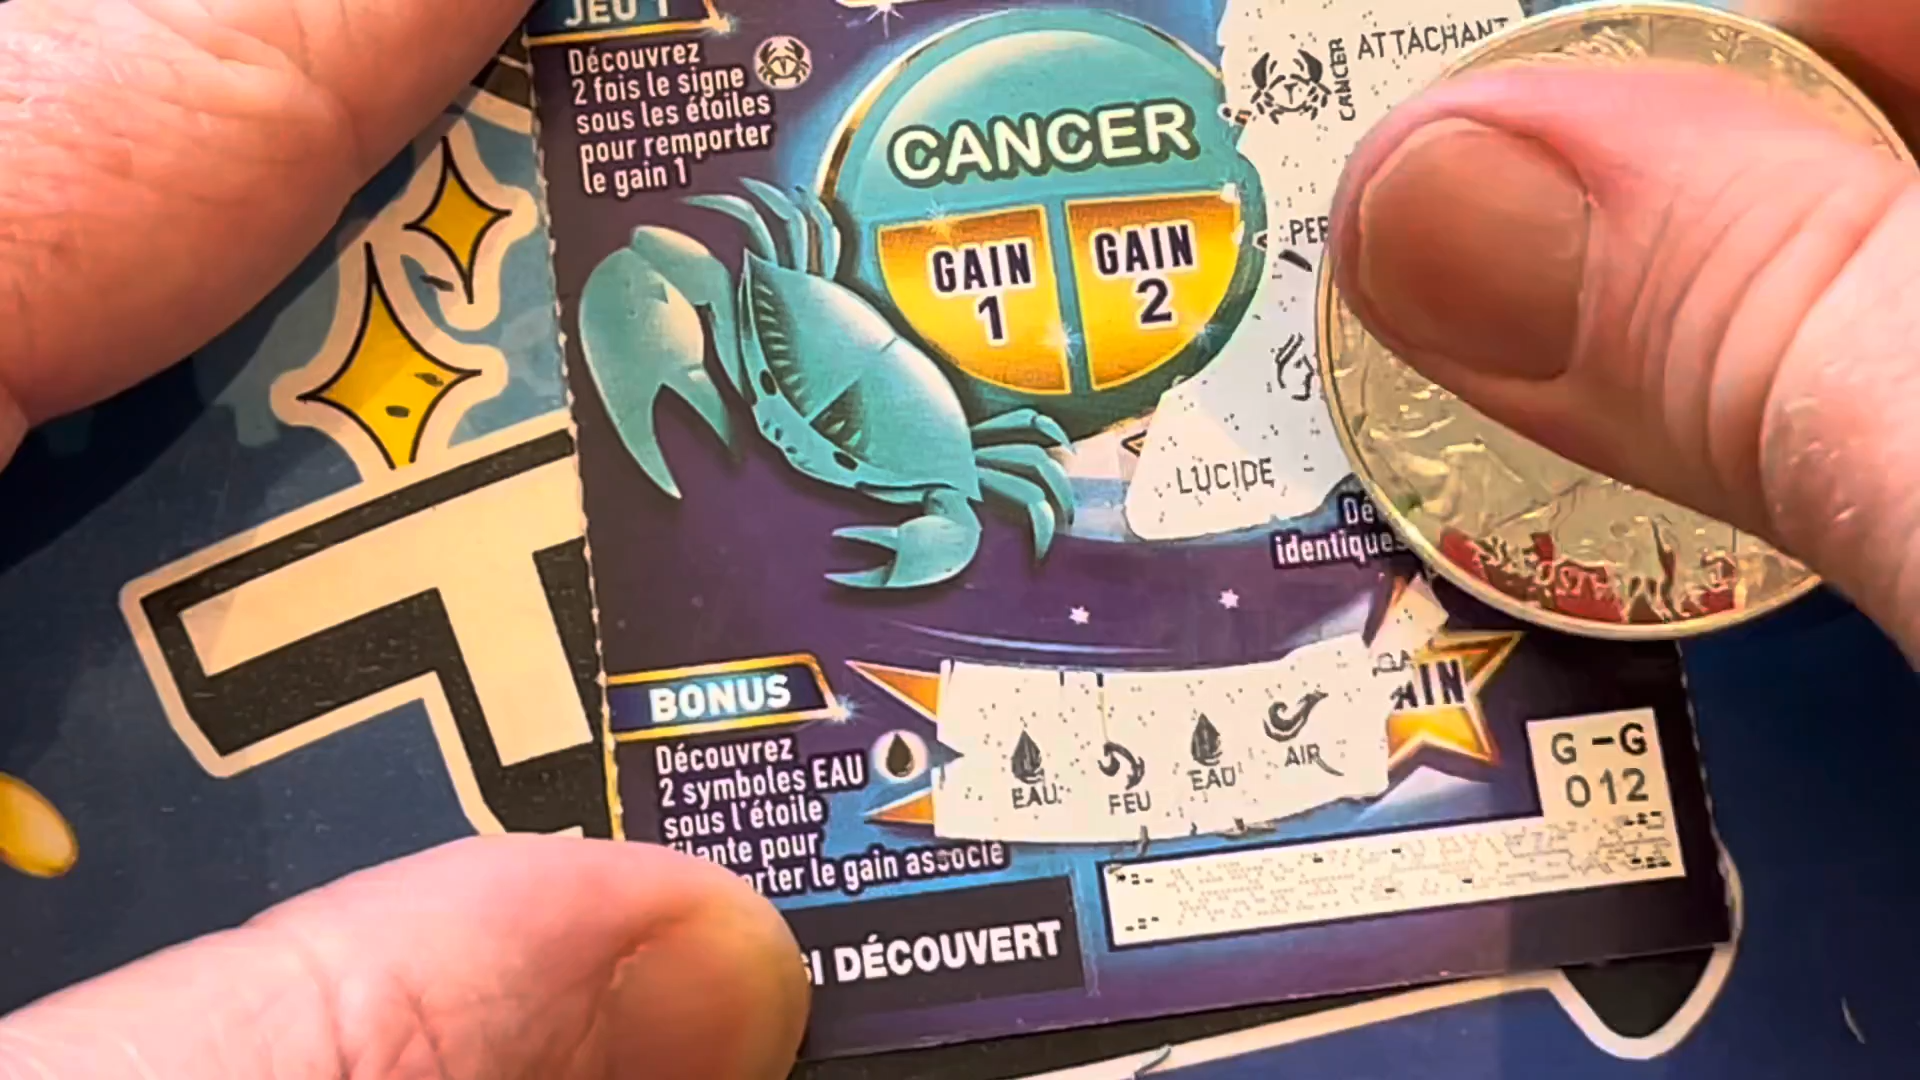 JEU 1
Découvrez
2 fois le signe
sous les étoiles
pour remporter
le gain 1
CANCER
GAIN
1
GAIN
2
ATTACHANT
CANCER
LUCIDE
identiques
BONUS
Découvrez
2 symboles EAU
sous l'étoile
pour
le gain associé
EAU
FEU
EAU
AIR
G-G
012
DÉCOUVERT